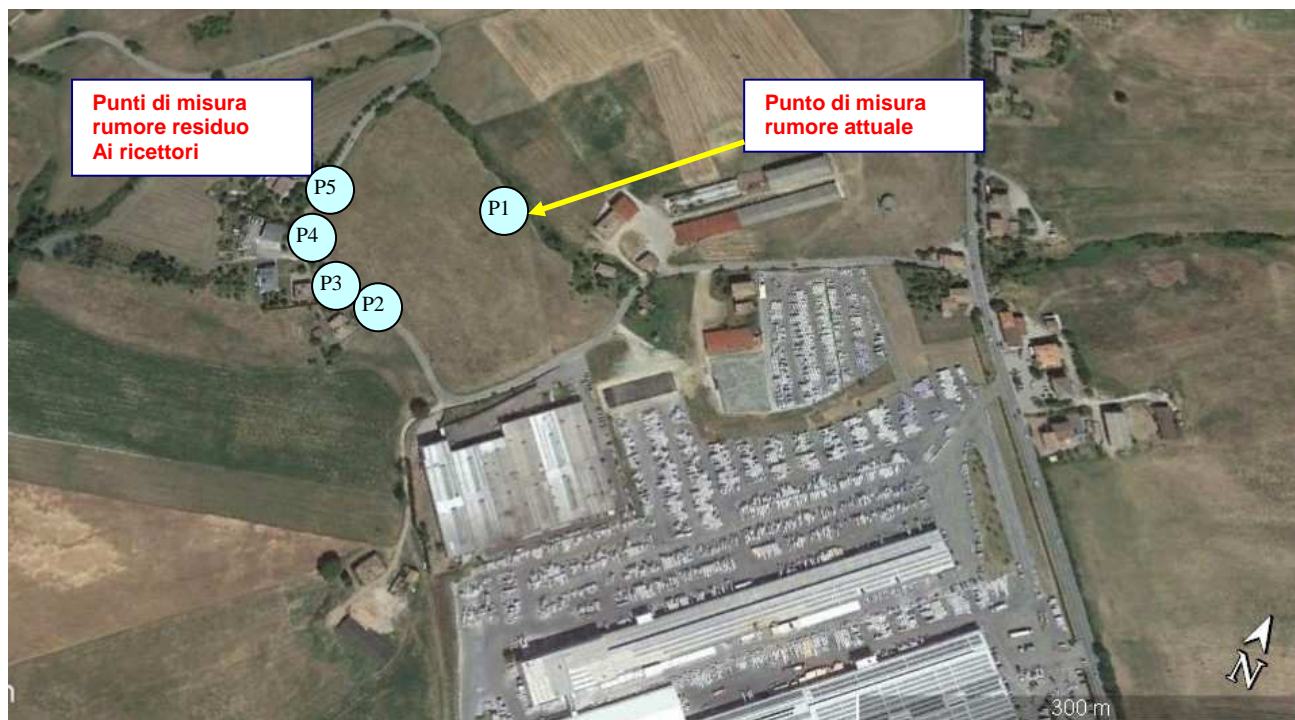 Punti di misura
rumore residuo
Ai ricettori
Punto di misura
rumore attuale
P5
P1
P4
P3
P2
N
300 m